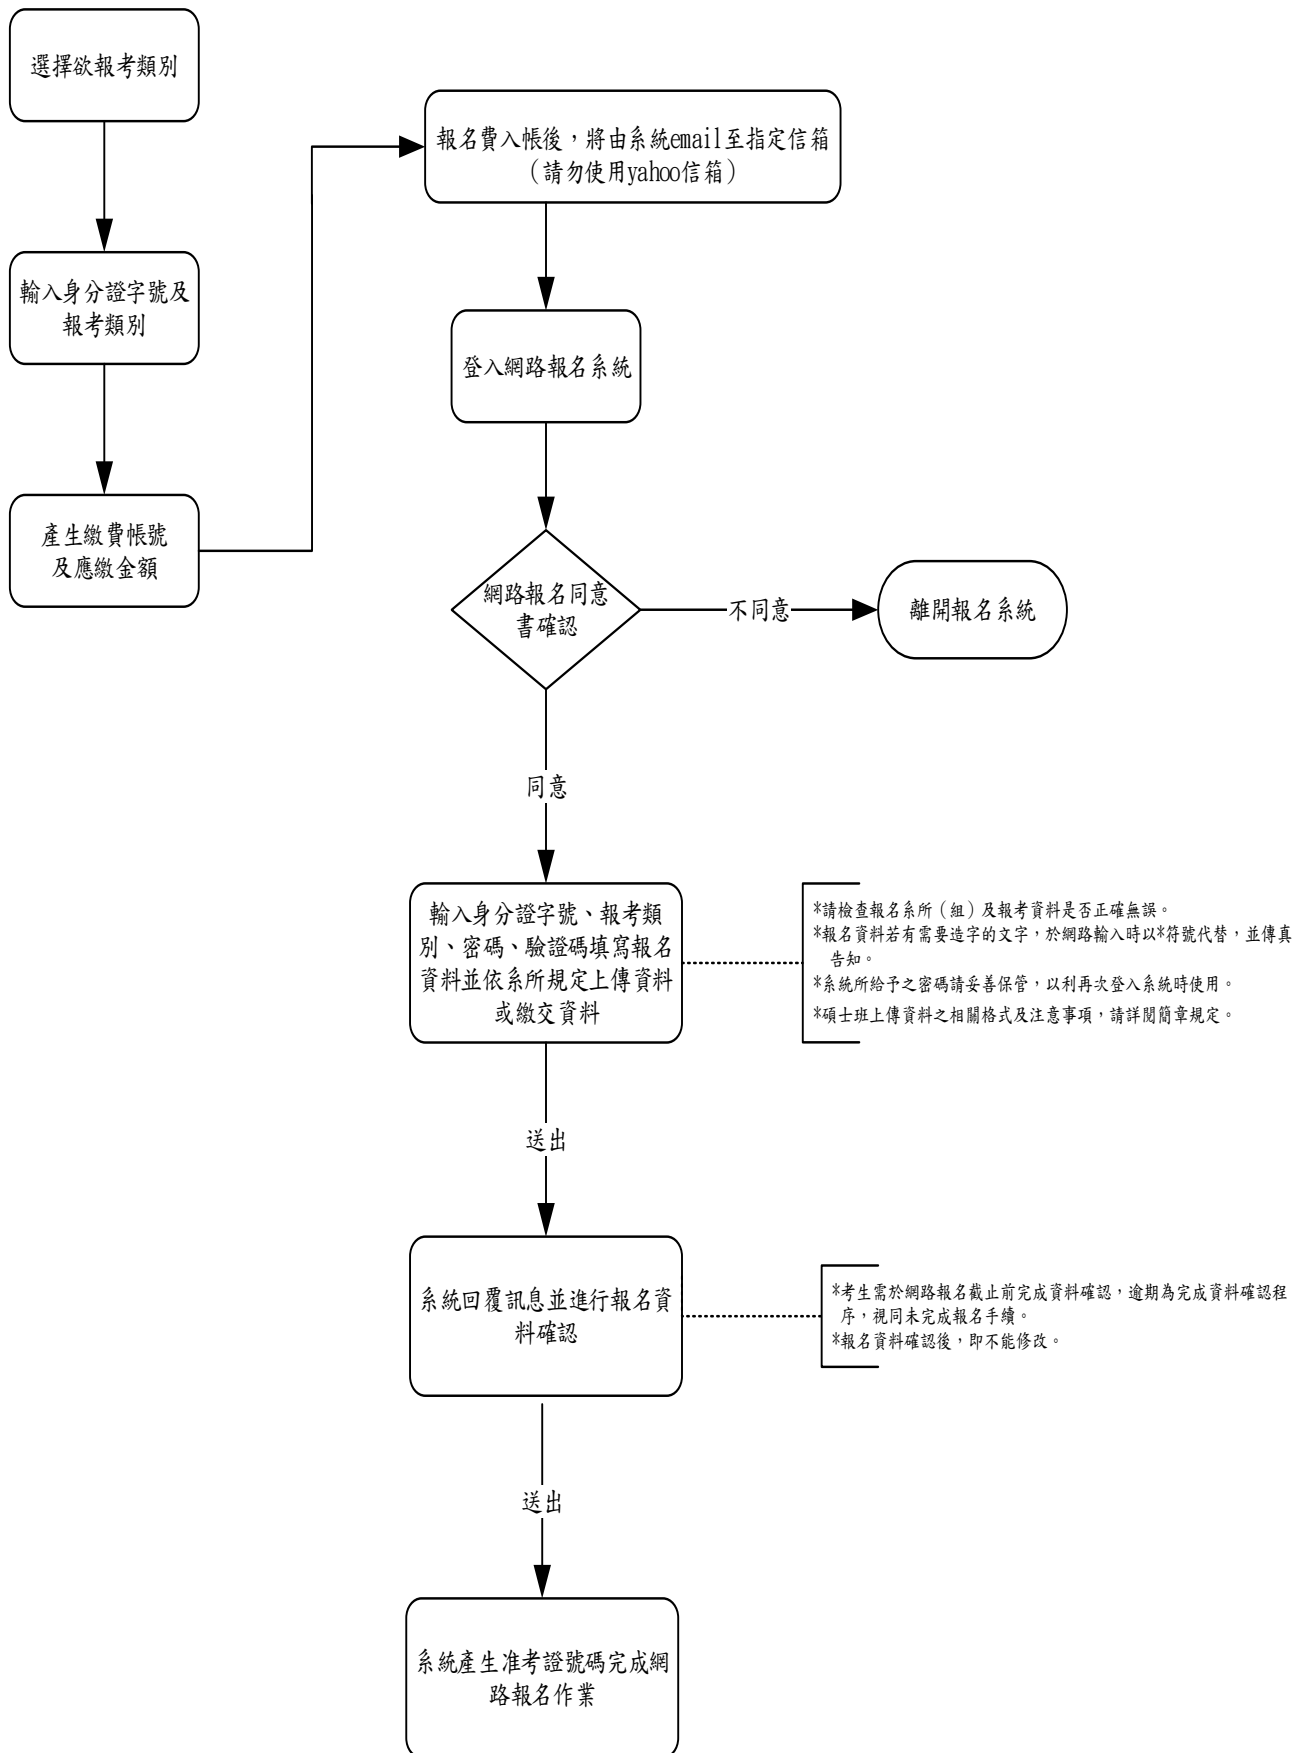 選擇欲報考類別
輸入身分證字號及
報考類別
產生繳費帳號
及應繳金額
報名費入帳後,將由系統email至指定信箱
(請勿使用yahoo信箱)
登入網路報名系統
網路報名同意
書確認
不同意
離開報名系統
同意
輸入身分證字號、報考類
別、密碼、驗證碼填寫報名
資料並依系所規定上傳資料
或繳交資料
*請檢查報名系所(組)及報考資料是否正確無誤。
*報名資料若有需要造字的文字,於網路輸入時以*符號代替,並傳真
告知。
*系統所給予之密碼請妥善保管,以利再次登入系統時使用。
*碩士班上傳資料之相關格式及注意事項,請詳閱簡章規定。
送出
系統回覆訊息並進行報名資
料確認
*考生需於網路報名截止前完成資料確認,逾期為完成資料確認程
序,視同未完成報名手續。
*報名資料確認後,即不能修改。
送出
系統產生准考證號碼完成網
路報名作業